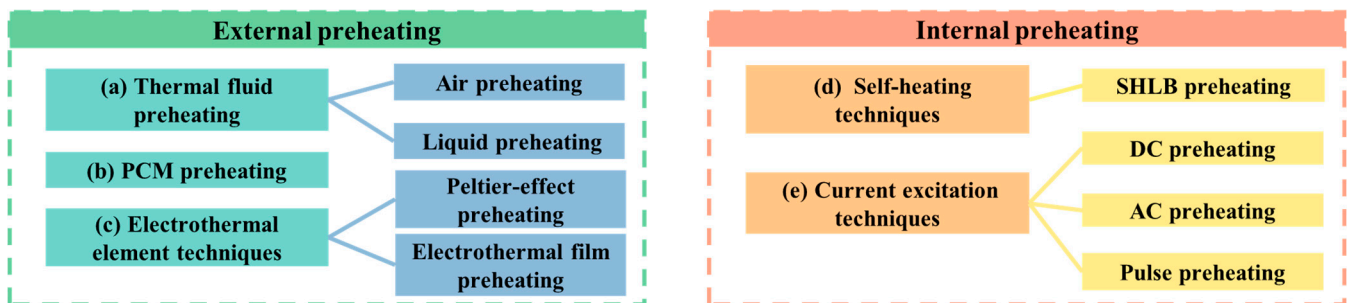 External preheating
(a) Thermal fluid
preheating
Air preheating
Liquid preheating
(b) PCM preheating
(c) Electrothermal
element techniques
Peltier-effect
preheating
Electrothermal film
preheating
Internal preheating
(d) Self-heating
techniques
SHLB preheating
(e) Current excitation
techniques
DC preheating
AC preheating
Pulse preheating